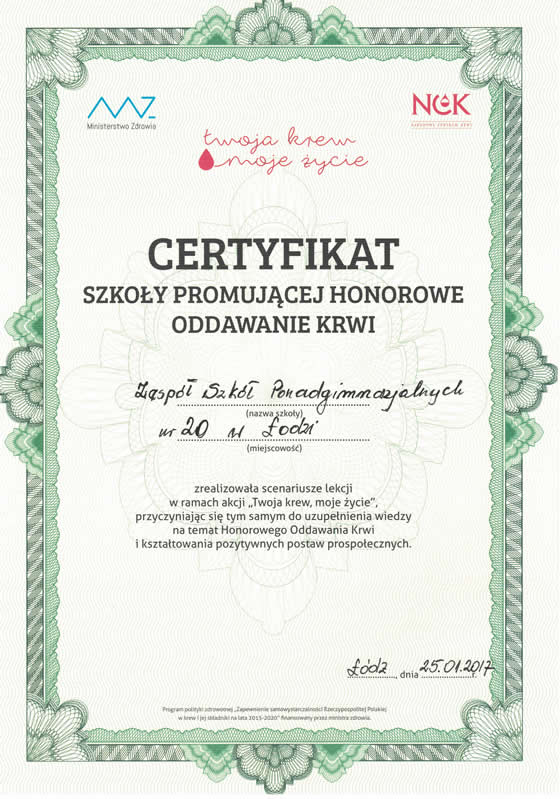 Ministerstwo Zdrowia
NCK
NARODOWE CENTRUM KRWI
twoja krew
moje życie
CERTYFIKAT
SZKOŁY PROMUJĄCEJ HONOROWE
ODDAWANIE KRWI
Zespół Szkół Ponadgimnazjalnych
(nazwa szkoły)
nr 20 w Łodzi
(miejscowość)
zrealizowała scenariusze lekcji
w ramach akcji „Twoja krew, moje życie”,
przyczyniając się tym samym do uzupełnienia wiedzy
na temat Honorowego Oddawania Krwi
i kształtowania pozytywnych postaw prospołecznych.
Łódź, dnia 25.01.2017 r.
Program polityki zdrowotnej „Zapewnienie samowystarczalności Rzeczypospolitej Polskiej
w krew i jej składniki na lata 2015-2020” finansowany przez ministra zdrowia.